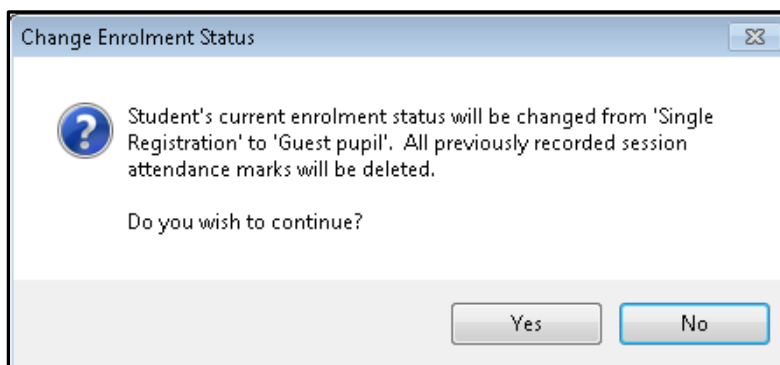 Change Enrolment Status
Student's current enrolment status will be changed from 'Single
Registration' to 'Guest pupil'.  All previously recorded session
attendance marks will be deleted.
Do you wish to continue?
Yes
No